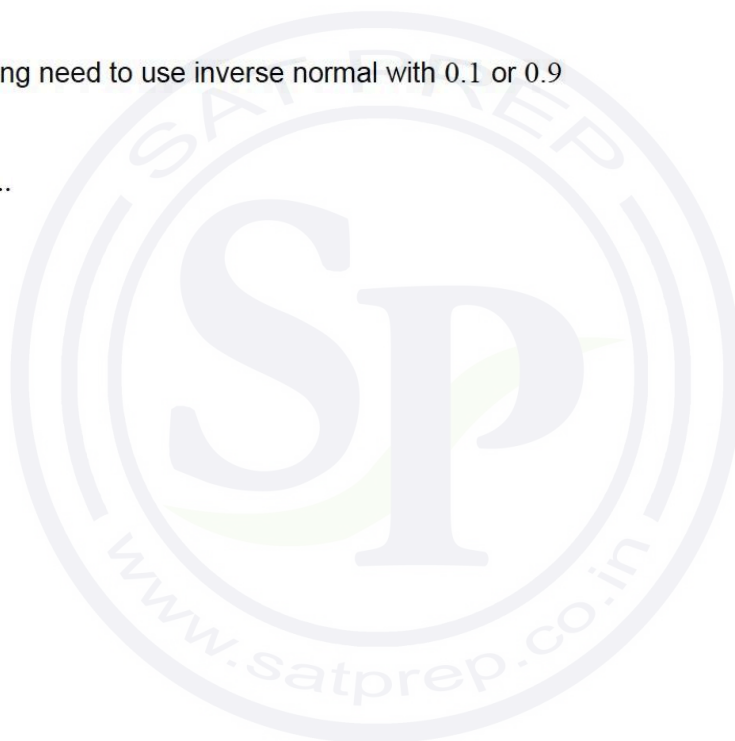 ng need to use inverse normal with 0.1 or 0.9
..
SAT PREP
SP
www.satprep.co.in